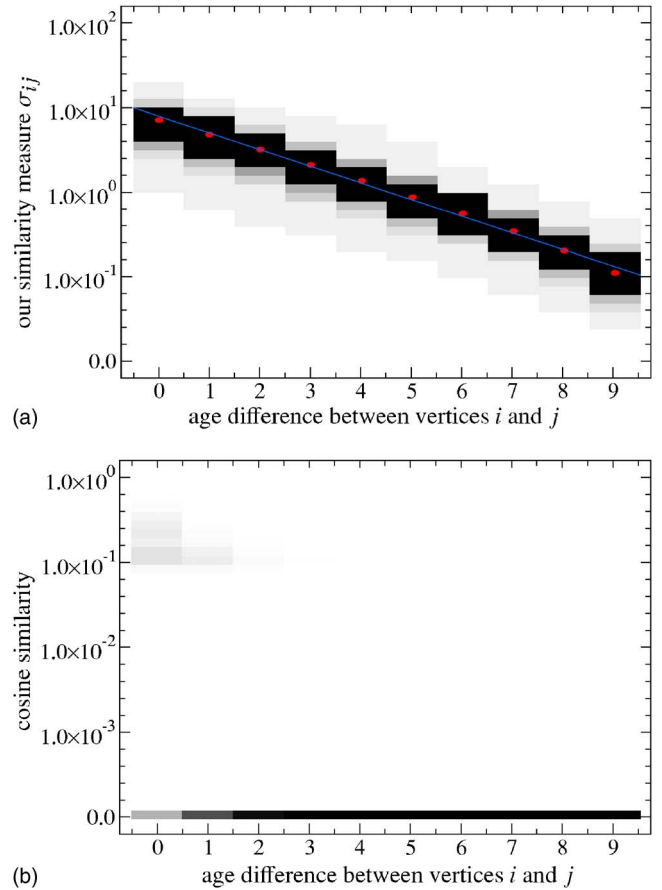 1.0×10²
1.0×10¹
1.0×10⁰
1.0×10⁻¹
0.0
our similarity measure σij
0 1 2 3 4 5 6 7 8 9
(a) age difference between vertices i and j
1.0×10⁰
1.0×10⁻¹
1.0×10⁻²
1.0×10⁻³
0.0
cosine similarity
0 1 2 3 4 5 6 7 8 9
(b) age difference between vertices i and j